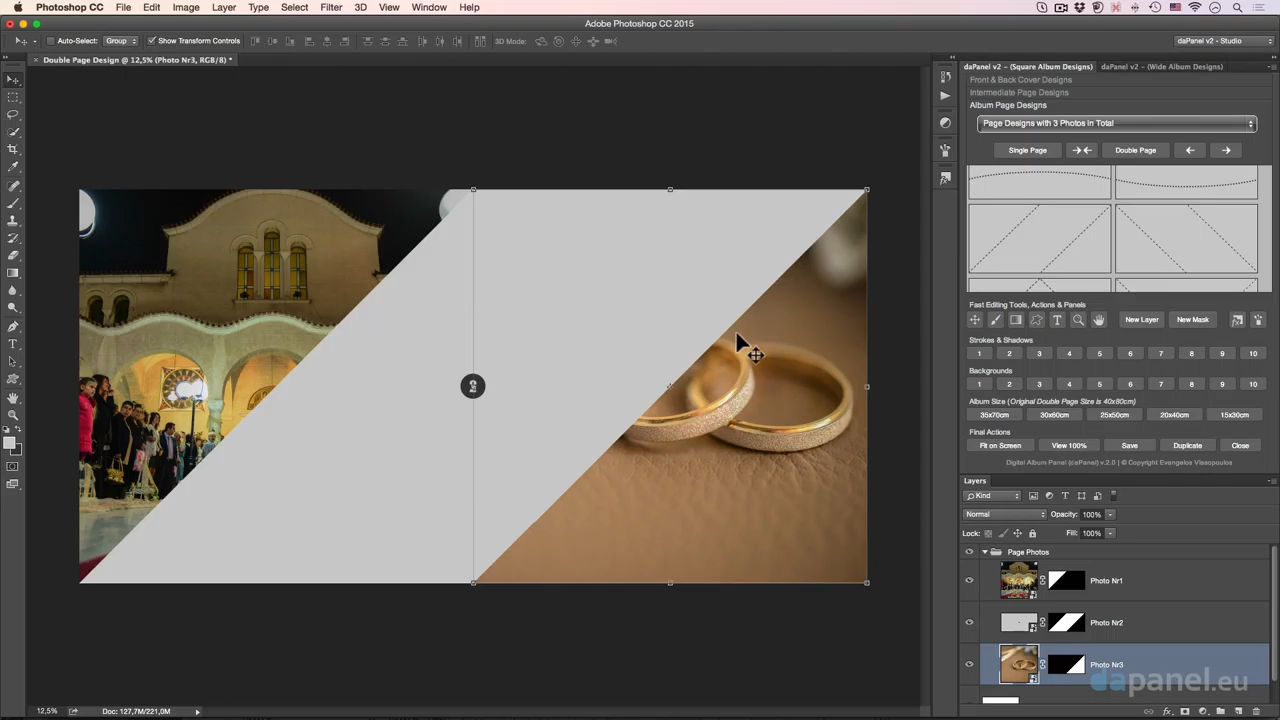 Photoshop CC File Edit Image Layer Type Select Filter 3D View Window Help
Adobe Photoshop CC 2015
Auto-Select: Group Show Transform Controls 3D Mode: daPanel v2 - Studio
× Double Page Design @ 12,5% (Photo Nr3, RGB/8) *
daPanel v2 - (Square Album Designs) daPanel v2 - (Wide Album Designs)
Front & Back Cover Designs
Intermediate Page Designs
Album Page Designs
Page Designs with 3 Photos in Total
Single Page Double Page
Fast Editing Tools, Actions & Panels
New Layer New Mask
Strokes & Shadows
1 2 3 4 5 6 7 8 9 10
Backgrounds
1 2 3 4 5 6 7 8 9 10
Album Size (Original Double Page Size is 40x80cm)
35x70cm 30x60cm 25x50cm 20x40cm 15x30cm
Final Actions
Fit on Screen View 100% Save Duplicate Close
Digital Album Panel (daPanel) v.2.0 | © Copyright Evangelos Vissopoulos
Layers
Kind
Normal Opacity: 100%
Lock: Fill: 100%
Page Photos
Photo Nr1
Photo Nr2
Photo Nr3
dapanel.eu
2
12,5% Doc: 127,7M/221,0M